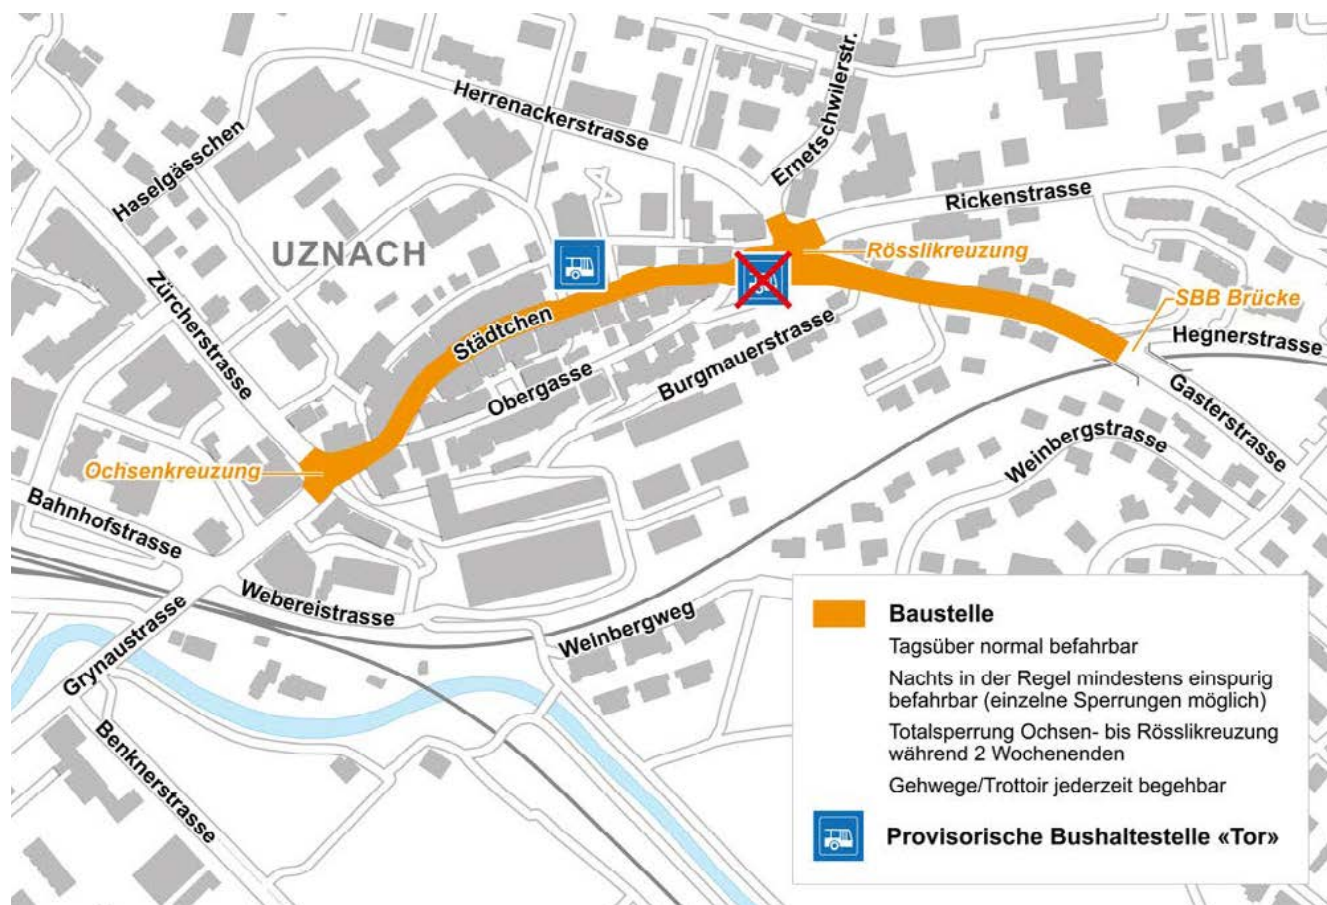 Ernetschwilerstr.
Herrenackerstrasse
Haselgässchen
Rickenstrasse
UZNACH
Rösslikreuzung
Zürcherstrasse
SBB Brücke
Städtchen
Hegnerstrasse
Burgmauerstrasse
Obergasse
Gasterstrasse
Weinbergstrasse
Ochsenkreuzung
Bahnhofstrasse
Webereistrasse
Weinbergweg
Grynaustrasse
Benknerstrasse
Baustelle
Tagsüber normal befahrbar
Nachts in der Regel mindestens einspurig
befahrbar (einzelne Sperrungen möglich)
Totalsperrung Ochsen- bis Rösslikreuzung
während 2 Wochenenden
Gehwege/Trottoir jederzeit begehbar
Provisorische Bushaltestelle «Tor»